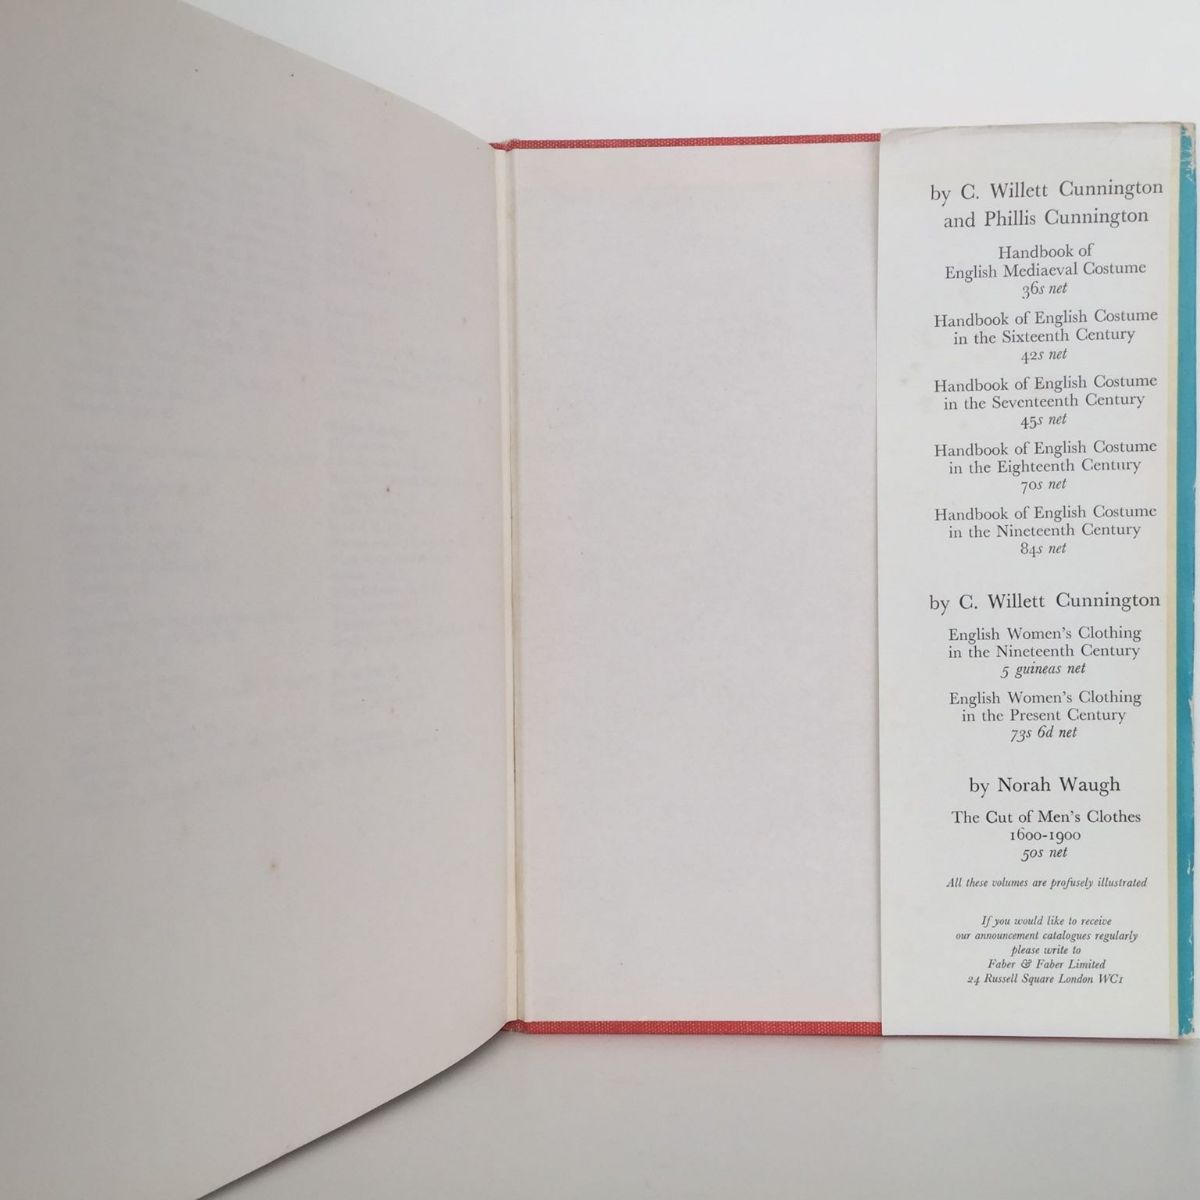 by C. Willett Cunnington
and Phillis Cunnington
Handbook of
English Mediaeval Costume
36s net
Handbook of English Costume
in the Sixteenth Century
42s net
Handbook of English Costume
in the Seventeenth Century
45s net
Handbook of English Costume
in the Eighteenth Century
70s net
Handbook of English Costume
in the Nineteenth Century
84s net
by C. Willett Cunnington
English Women's Clothing
in the Nineteenth Century
5 guineas net
English Women's Clothing
in the Present Century
73s 6d net
by Norah Waugh
The Cut of Men's Clothes
1600-1900
50s net
All these volumes are profusely illustrated
If you would like to receive
our announcement catalogues regularly
please write to
Faber & Faber Limited
24 Russell Square London WC1